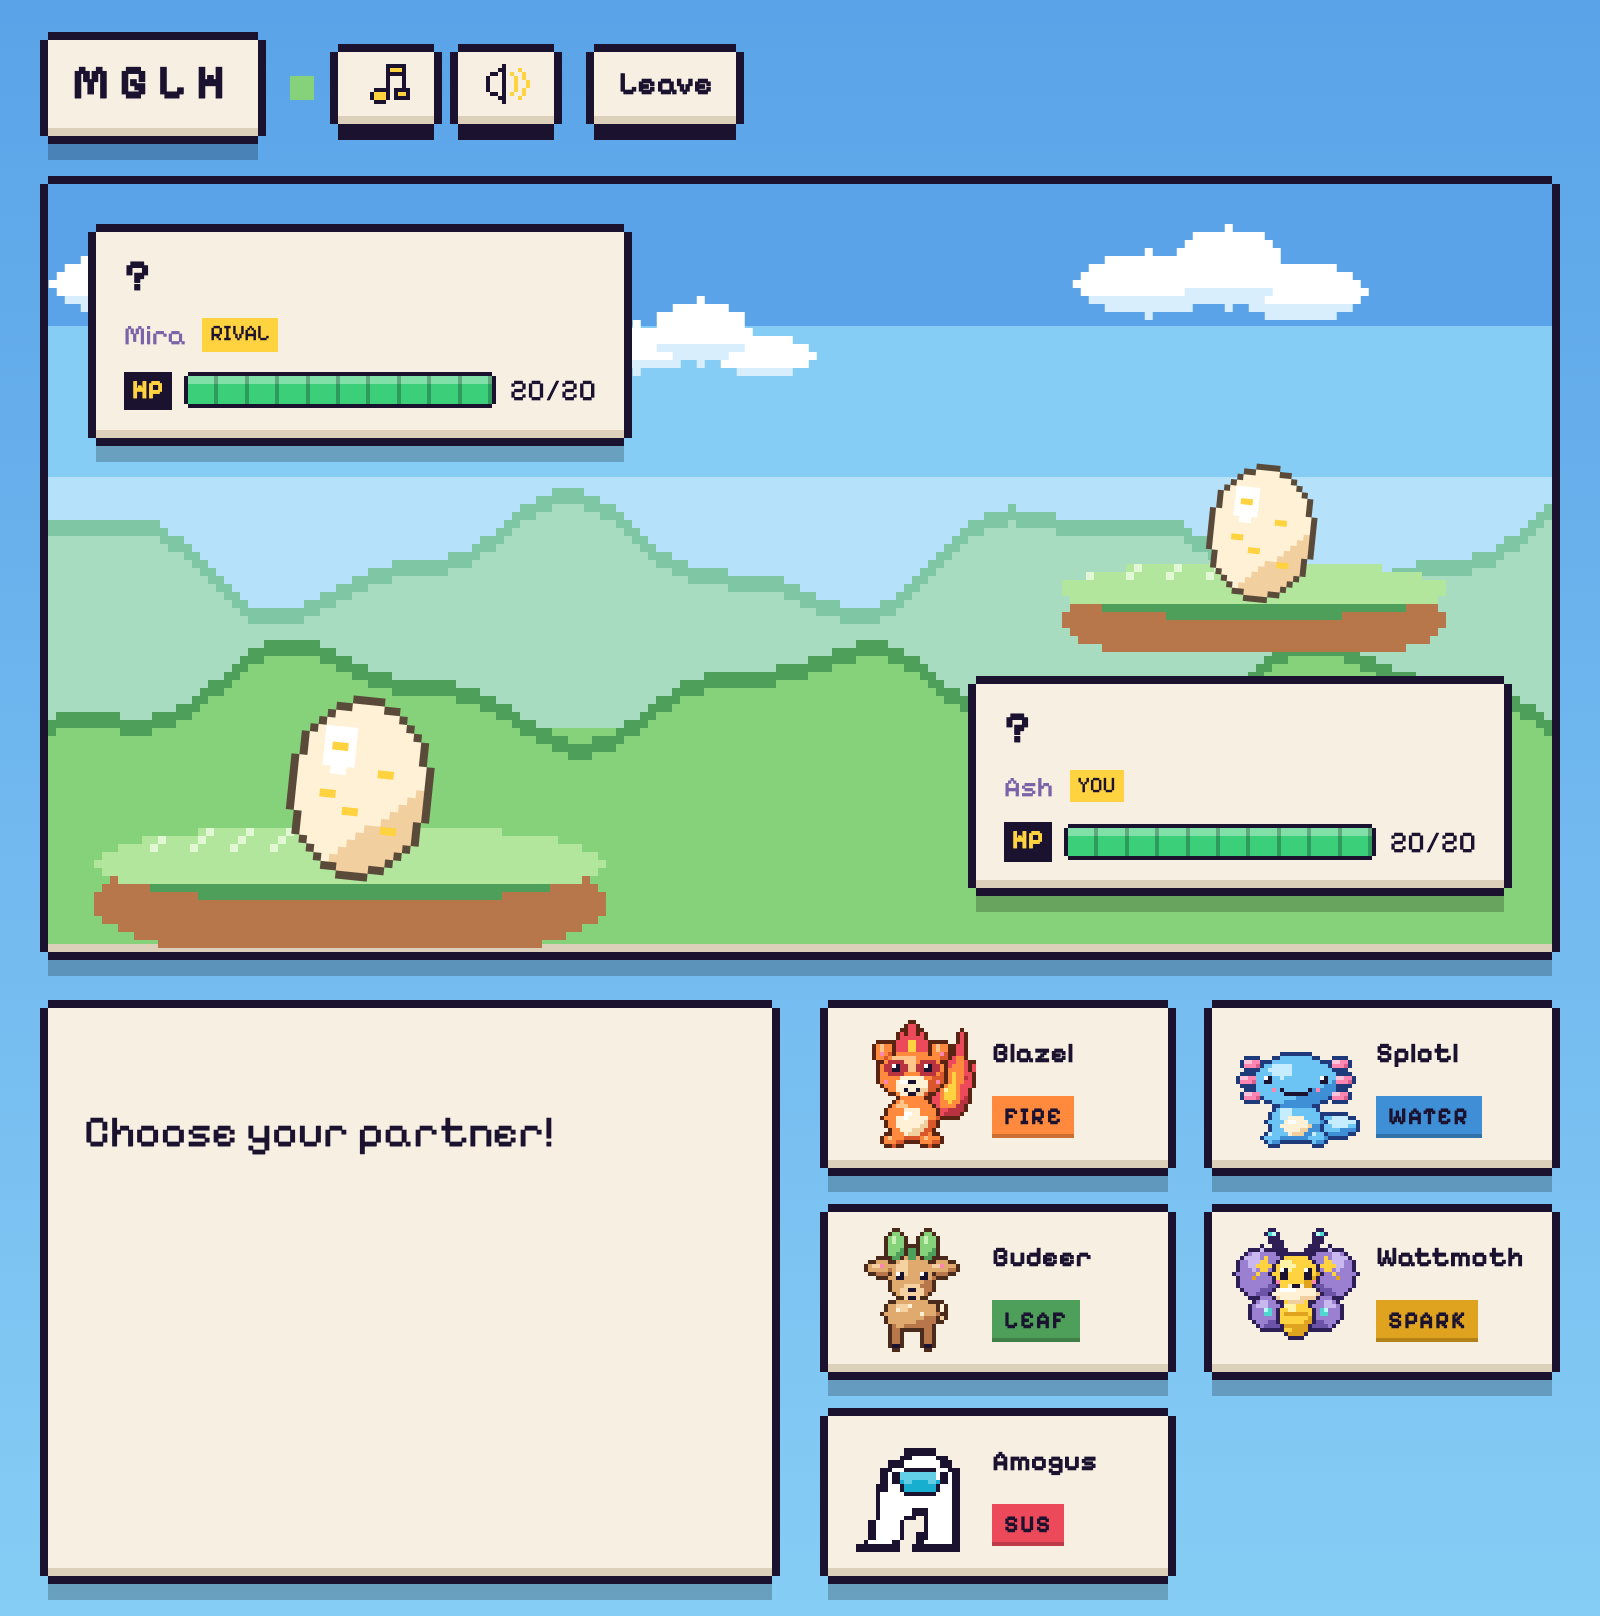 MGLH
Leave
?
Mira RIVAL
HP 20/20
?
Ash YOU
HP 20/20
Choose your partner!
Blazel
FIRE
Splotl
WATER
Budeer
LEAF
Wattmoth
SPARK
Amogus
SUS